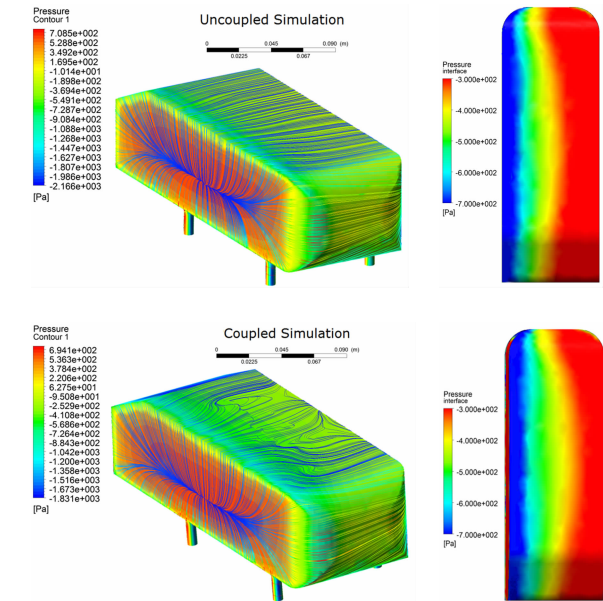 Uncoupled Simulation
Pressure
Contour 1
7.085e+002
5.288e+002
3.492e+002
1.695e+002
-1.014e+001
-1.898e+002
-3.694e+002
-5.491e+002
-7.287e+002
-9.084e+002
-1.088e+003
-1.268e+003
-1.447e+003
-1.627e+003
-1.807e+003
-1.986e+003
-2.166e+003
[Pa]
0 0.045 0.090 (m)
0.0225 0.067
Pressure
interface
-3.000e+002
-4.000e+002
-5.000e+002
-6.000e+002
-7.000e+002
[Pa]
Coupled Simulation
Pressure
Contour 1
6.941e+002
5.363e+002
3.784e+002
2.206e+002
6.275e+001
-9.508e+001
-2.529e+002
-4.108e+002
-5.686e+002
-7.264e+002
-8.843e+002
-1.042e+003
-1.200e+003
-1.358e+003
-1.516e+003
-1.673e+003
-1.831e+003
[Pa]
0 0.045 0.090 (m)
0.0225 0.067
Pressure
interface
-3.000e+002
-4.000e+002
-5.000e+002
-6.000e+002
-7.000e+002
[Pa]